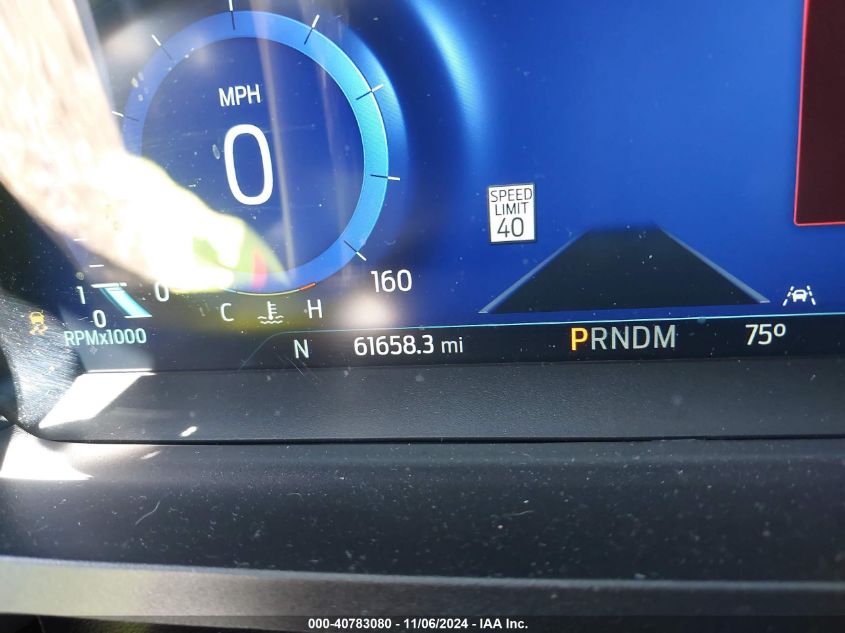 MPH
0
SPEED
LIMIT
40
160
1
0
0
C H
RPMx1000
N 61658.3 mi PRNDM 75°
000-40783080 - 11/06/2024 - IAA Inc.